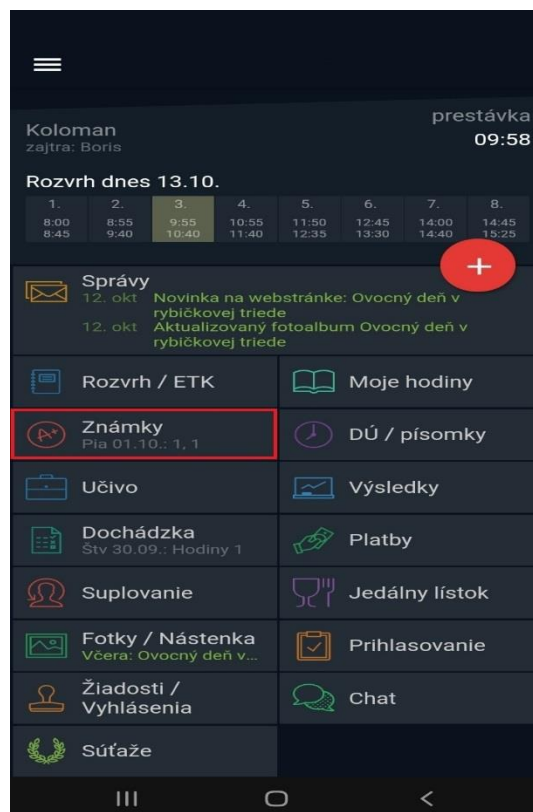 prestávka
Koloman
09:58
zajtra: Boris
Rozvrh dnes 13.10.
1. 2. 3. 4. 5. 6. 7. 8.
8:00 8:55 9:55 10:55 11:50 12:45 14:00 14:45
8:45 9:40 10:40 11:40 12:35 13:30 14:40 15:25
+
Správy
12. okt Novinka na webstránke: Ovocný deň v
rybičkovej triede
12. okt Aktualizovaný fotoalbum Ovocný deň v
rybičkovej triede
Rozvrh / ETK
Moje hodiny
A+
Známky
Pia 01.10.: 1, 1
DÚ / písomky
Učivo
Výsledky
Dochádzka
Štv 30.09.: Hodiny 1
Platby
Suplovanie
Jedálny lístok
Fotky / Nástenka
Včera: Ovocný deň v...
Prihlasovanie
Žiadosti /
Vyhlásenia
Chat
Súťaže